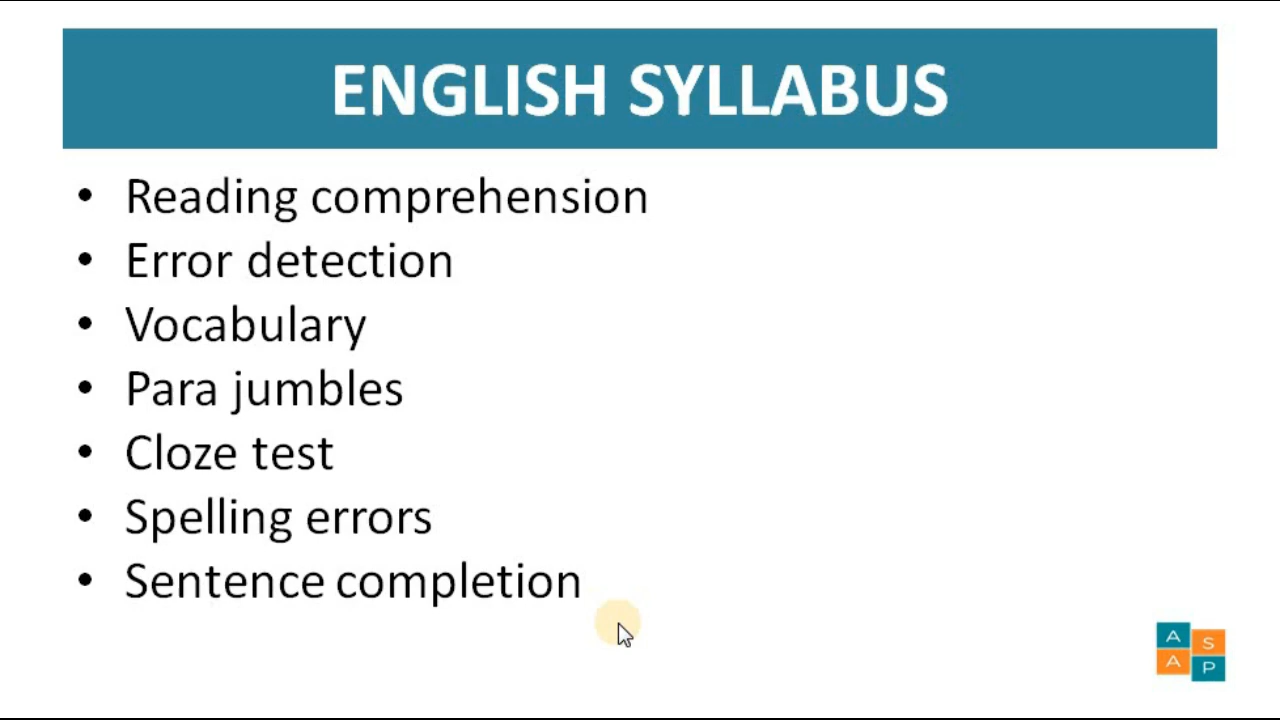 ENGLISH SYLLABUS
• Reading comprehension
• Error detection
• Vocabulary
• Para jumbles
• Cloze test
• Spelling errors
• Sentence completion
A S
A P